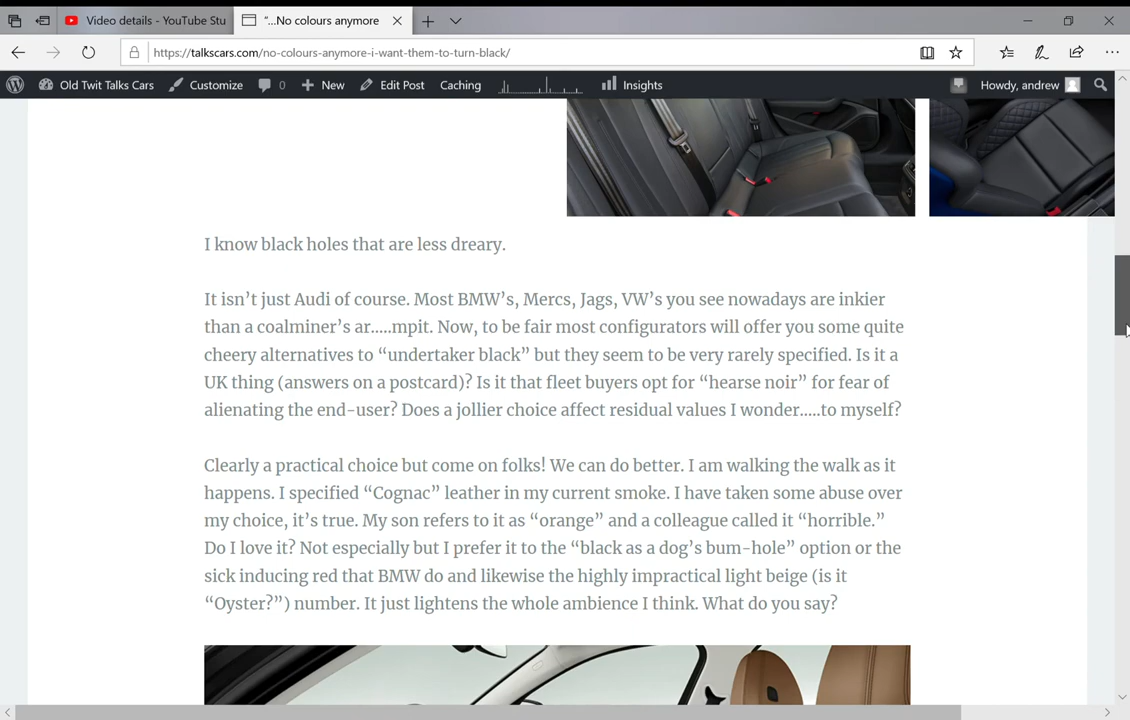 Video details - YouTube Stu
“...No colours anymore
https://talkscars.com/no-colours-anymore-i-want-them-to-turn-black/
Old Twit Talks Cars Customize 0 New Edit Post Caching Insights Howdy, andrew
I know black holes that are less dreary.
It isn’t just Audi of course. Most BMW’s, Mercs, Jags, VW’s you see nowadays are inkier
than a coalminer’s ar.....mpit. Now, to be fair most configurators will offer you some quite
cheery alternatives to “undertaker black” but they seem to be very rarely specified. Is it a
UK thing (answers on a postcard)? Is it that fleet buyers opt for “hearse noir” for fear of
alienating the end-user? Does a jollier choice affect residual values I wonder.....to myself?
Clearly a practical choice but come on folks! We can do better. I am walking the walk as it
happens. I specified “Cognac” leather in my current smoke. I have taken some abuse over
my choice, it’s true. My son refers to it as “orange” and a colleague called it “horrible.”
Do I love it? Not especially but I prefer it to the “black as a dog’s bum-hole” option or the
sick inducing red that BMW do and likewise the highly impractical light beige (is it
“Oyster?”) number. It just lightens the whole ambience I think. What do you say?